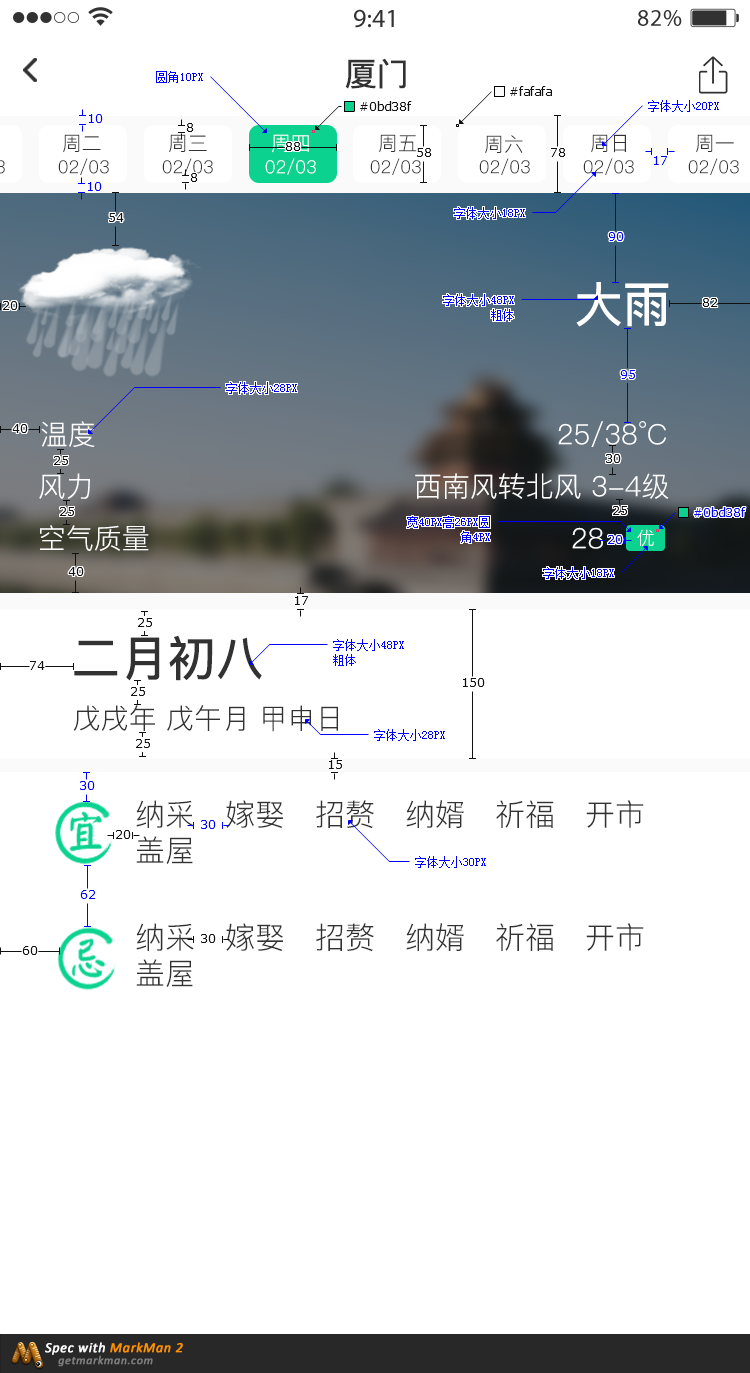 9:41
82%
厦门
圆角10PX
#0bd38f
#fafafa
字体大小20PX
10
8
周二
周三
周四
周五
周六
周日
周一
88
58
78
17
3
02/03
02/03
02/03
02/03
02/03
02/03
02/03
10
8
54
字体大小18PX
90
20
字体大小48PX
粗体
大雨
82
95
字体大小28PX
40
温度
25/38°C
25
30
风力
西南风转北风 3-4级
25
25
#0bd38f
宽40PX高26PX圆
角4PX
空气质量
28
20
优
40
字体大小18PX
17
25
二月初八
字体大小48PX
粗体
74
150
25
戊戌年 戊午月 甲申日
字体大小28PX
25
15
30
宜
20
纳采
30
嫁娶 招赘 纳婿 祈福 开市
盖屋
字体大小30PX
62
忌
60
纳采
30
嫁娶 招赘 纳婿 祈福 开市
盖屋
Spec with MarkMan 2
getmarkman.com